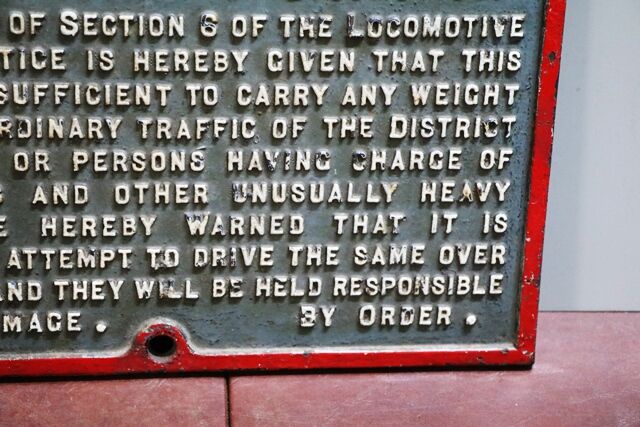 OF SECTION 6 OF THE LOCOMOTIVE
TICE IS HEREBY GIVEN THAT THIS
SUFFICIENT TO CARRY ANY WEIGHT
RDINARY TRAFFIC OF THE DISTRICT
OR PERSONS HAVING CHARGE OF
AND OTHER UNUSUALLY HEAVY
E HEREBY WARNED THAT IT IS
ATTEMPT TO DRIVE THE SAME OVER
AND THEY WILL BE HELD RESPONSIBLE
MAGE. BY ORDER.